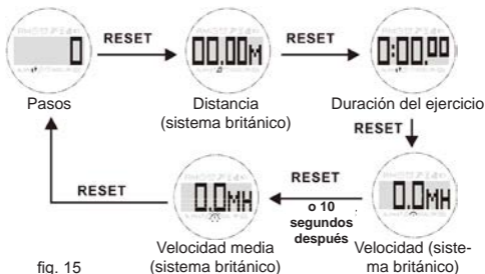 0
RESET
00.00M
RESET
0:00.00
Pasos
Distancia
(sistema británico)
Duración del ejercicio
RESET
0.0MH
RESET
o 10
segundos
después
0.0MH
RESET
Velocidad media
(sistema británico)
Velocidad (siste-
ma británico)
fig. 15